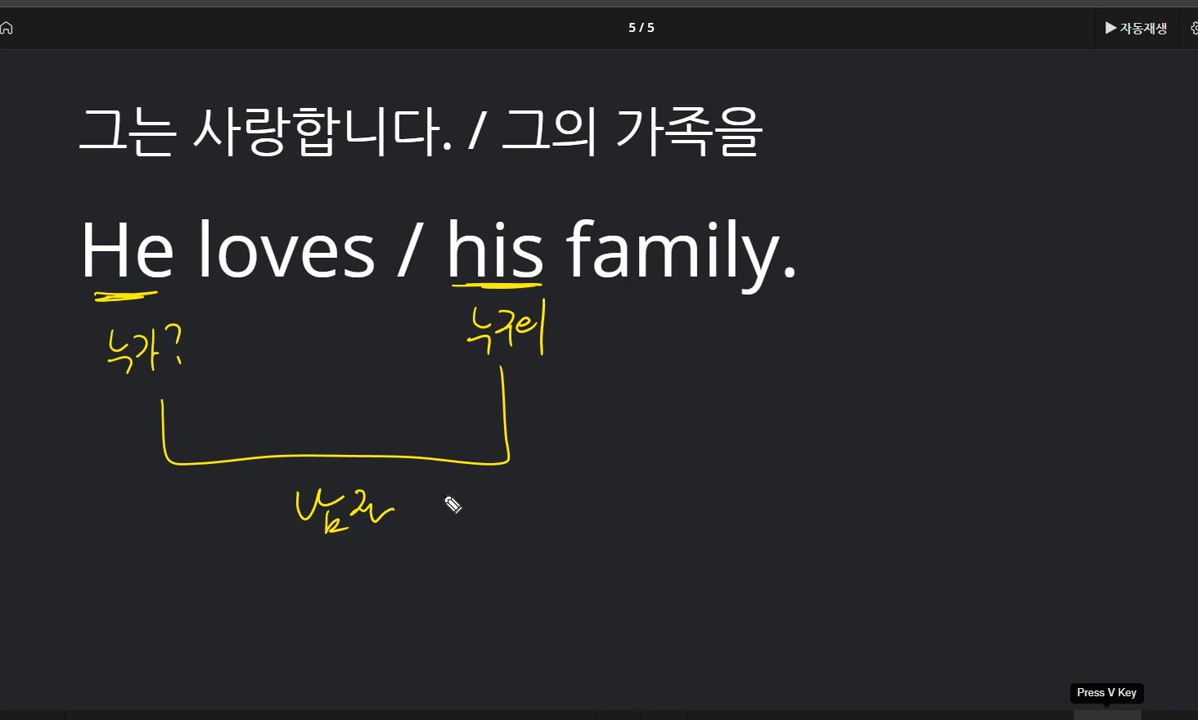 5 / 5
▶ 자동재생
그는 사랑합니다. / 그의 가족을
He loves / his family.
누가?
누구의
남자
Press V Key